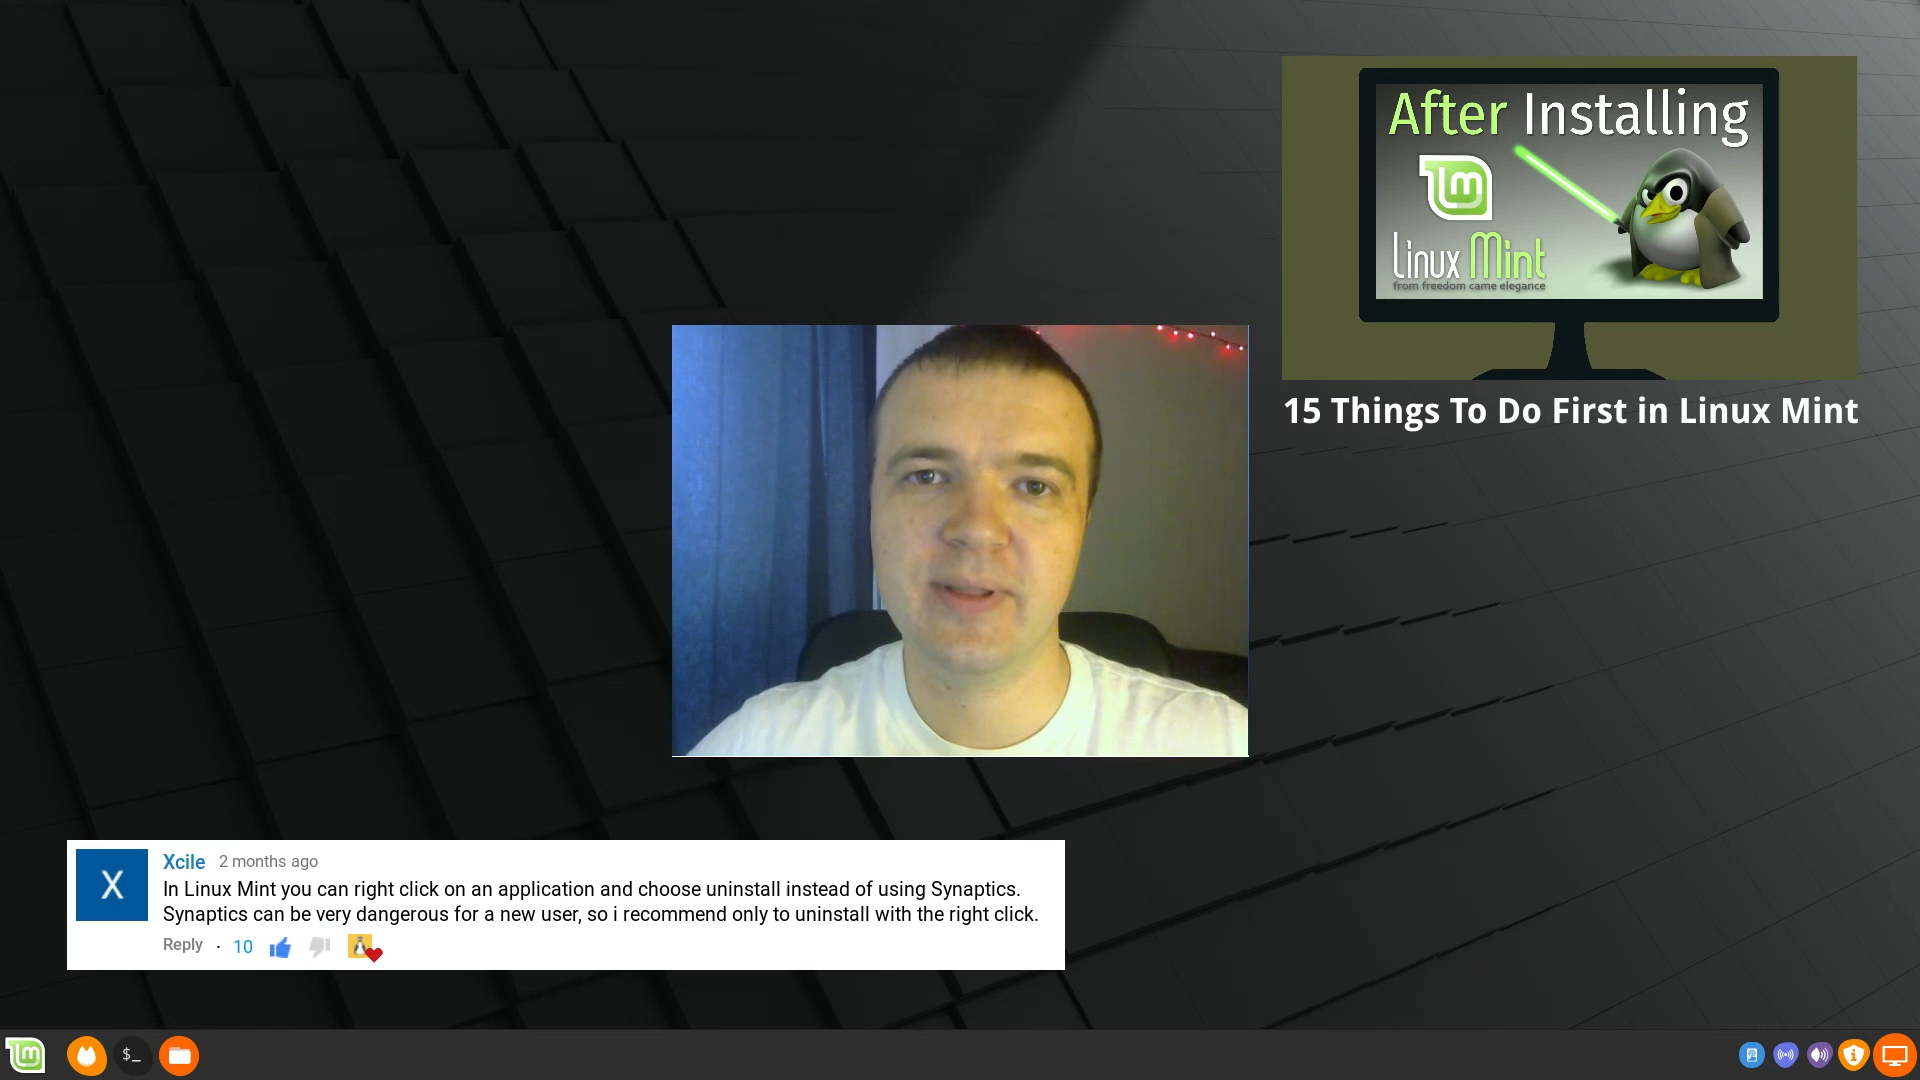 After Installing
lm
Linux Mint
from freedom came elegance
15 Things To Do First in Linux Mint
X
Xcile 2 months ago
In Linux Mint you can right click on an application and choose uninstall instead of using Synaptics.
Synaptics can be very dangerous for a new user, so i recommend only to uninstall with the right click.
Reply · 10
lm
$_